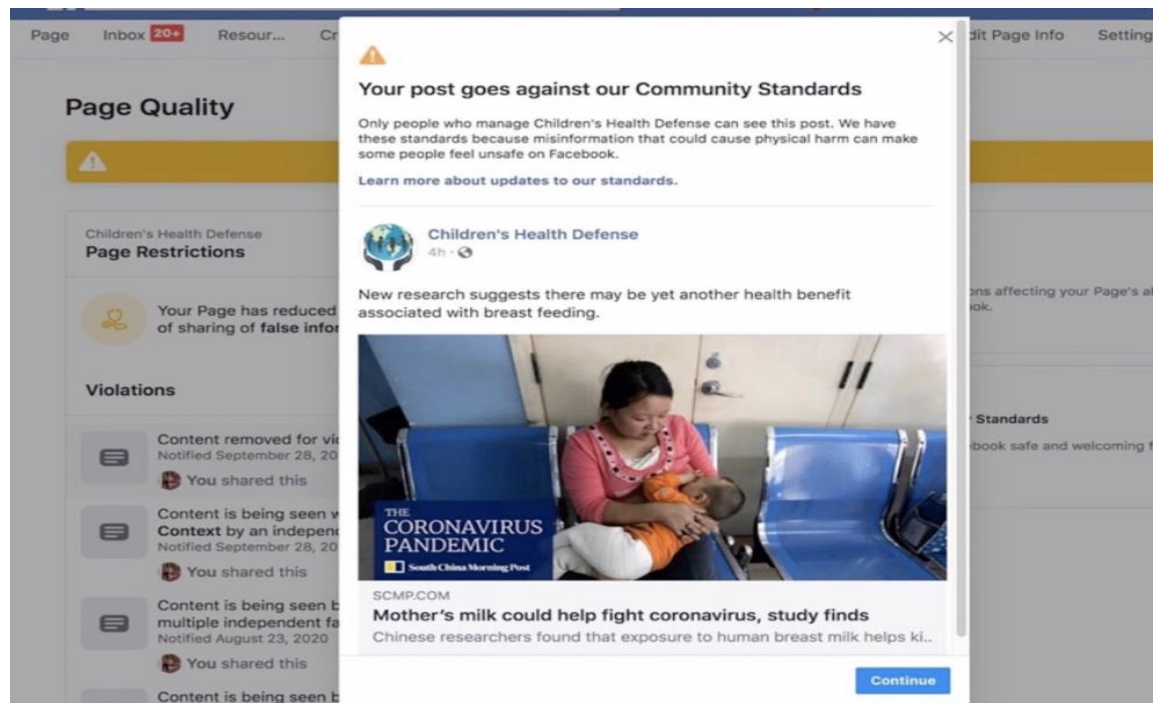 Page Inbox 20+ Resour... Cr
dit Page Info Setting
Page Quality
Children's Health Defense
Page Restrictions
Your Page has reduced
of sharing of false infor
Violations
Content removed for vio
Notified September 28, 20
You shared this
Content is being seen w
Context by an independ
Notified September 28, 20
You shared this
Content is being seen b
multiple independent fa
Notified August 23, 2020
You shared this
Content is being seen b
Your post goes against our Community Standards
Only people who manage Children's Health Defense can see this post. We have
these standards because misinformation that could cause physical harm can make
some people feel unsafe on Facebook.
Learn more about updates to our standards.
Children's Health Defense
4h
New research suggests there may be yet another health benefit
associated with breast feeding.
THE
CORONAVIRUS
PANDEMIC
South China Morning Post
SCMP.COM
Mother's milk could help fight coronavirus, study finds
Chinese researchers found that exposure to human breast milk helps ki..
Continue
ons affecting your Page's al
ook.
Standards
ebook safe and welcoming f